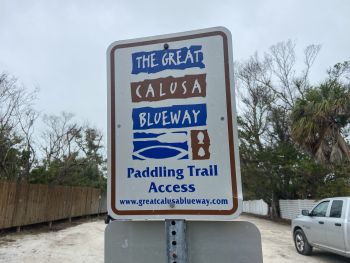 THE GREAT
CALUSA
BLUEWAY
Paddling Trail
Access
www.greatcalusablueway.com